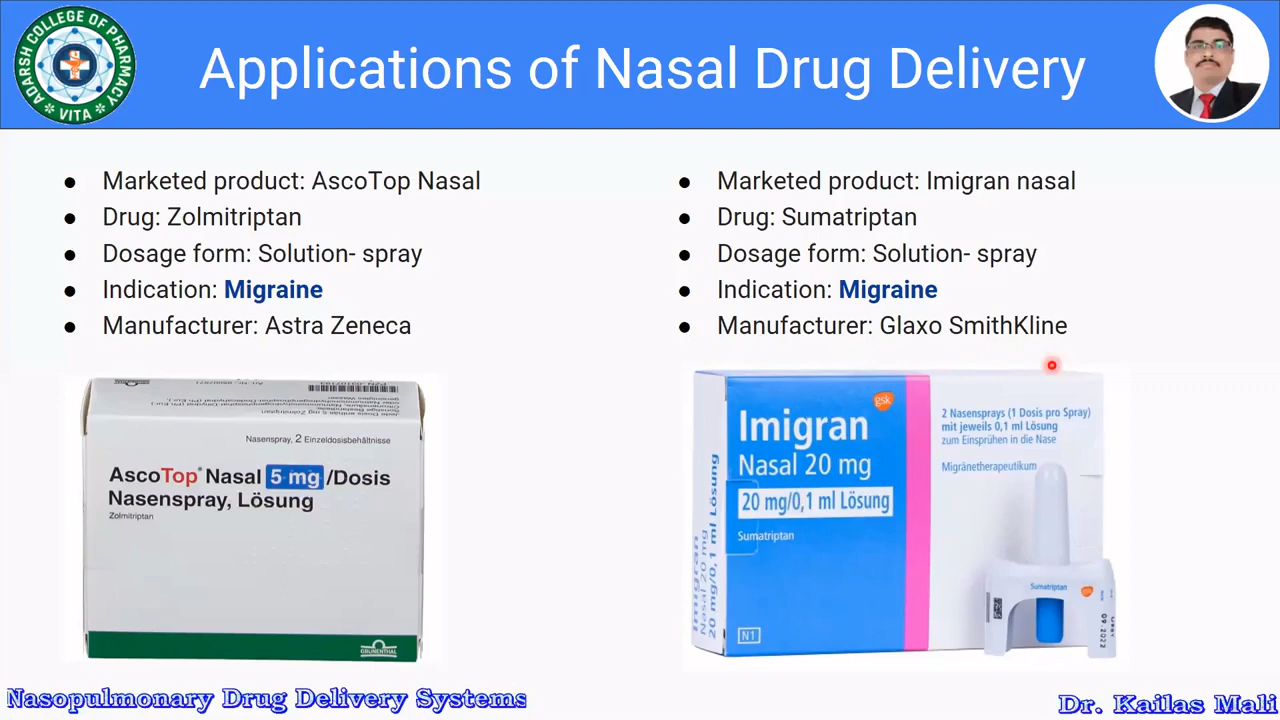 ADARSH COLLEGE OF PHARMACY
VITA
Applications of Nasal Drug Delivery
Marketed product: AscoTop Nasal
Drug: Zolmitriptan
Dosage form: Solution- spray
Indication: Migraine
Manufacturer: Astra Zeneca
Marketed product: Imigran nasal
Drug: Sumatriptan
Dosage form: Solution- spray
Indication: Migraine
Manufacturer: Glaxo SmithKline
Nasenspray, 2 Einzeldosisbehältnisse
AscoTop® Nasal 5 mg/Dosis
Nasenspray, Lösung
Zolmitriptan
GRÜNENTHAL
Imigran
Nasal 20 mg
20 mg/0,1 ml Lösung
gsk
Imigran
Nasal 20 mg
20 mg/0,1 ml Lösung
Sumatriptan
N1
2 Nasensprays (1 Dosis pro Spray)
mit jeweils 0,1 ml Lösung
zum Einsprühen in die Nase
Migränetherapeutikum
Sumatriptan
gsk
09 2022
Nasopulmonary Drug Delivery Systems
Dr. Kailas Mali